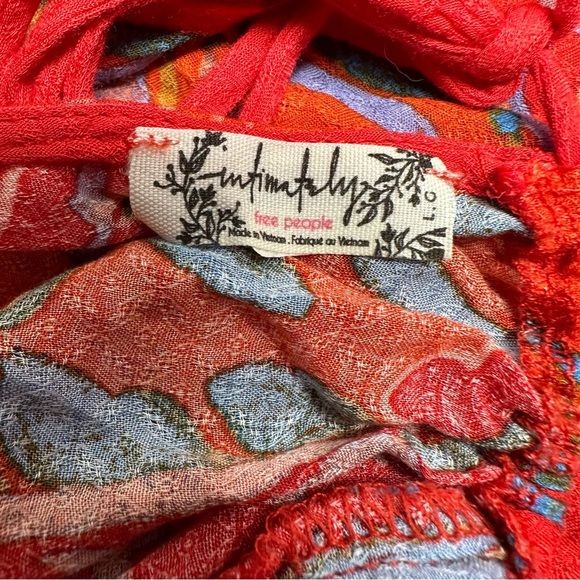 intimately
free people
Made in Vietnam . Fabriqué au Vietnam
L.G